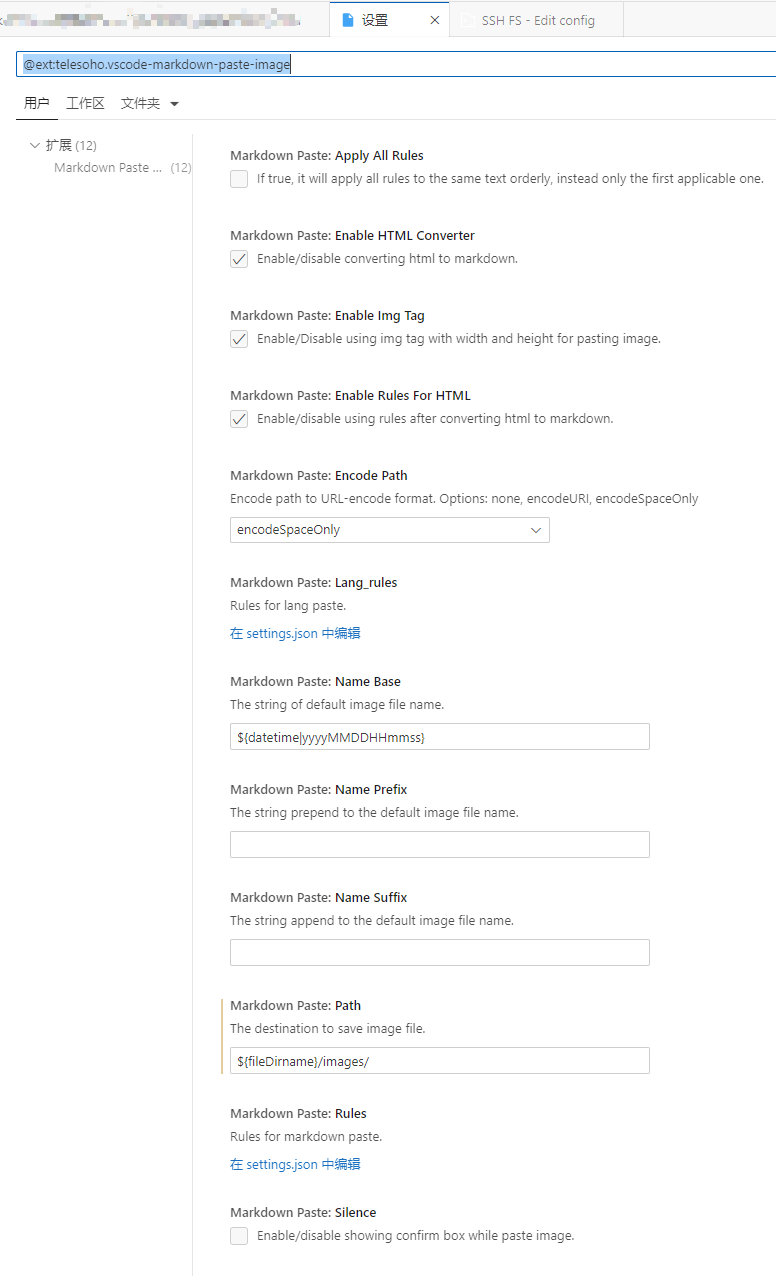 设置
SSH FS - Edit config
@ext:telesoho.vscode-markdown-paste-image
用户 工作区 文件夹
扩展 (12)
Markdown Paste ... (12)
Markdown Paste: Apply All Rules
If true, it will apply all rules to the same text orderly, instead only the first applicable one.
Markdown Paste: Enable HTML Converter
Enable/disable converting html to markdown.
Markdown Paste: Enable Img Tag
Enable/Disable using img tag with width and height for pasting image.
Markdown Paste: Enable Rules For HTML
Enable/disable using rules after converting html to markdown.
Markdown Paste: Encode Path
Encode path to URL-encode format. Options: none, encodeURI, encodeSpaceOnly
encodeSpaceOnly
Markdown Paste: Lang_rules
Rules for lang paste.
在 settings.json 中编辑
Markdown Paste: Name Base
The string of default image file name.
${datetime|yyyyMMDDHHmmss}
Markdown Paste: Name Prefix
The string prepend to the default image file name.
Markdown Paste: Name Suffix
The string append to the default image file name.
Markdown Paste: Path
The destination to save image file.
${fileDirname}/images/
Markdown Paste: Rules
Rules for markdown paste.
在 settings.json 中编辑
Markdown Paste: Silence
Enable/disable showing confirm box while paste image.